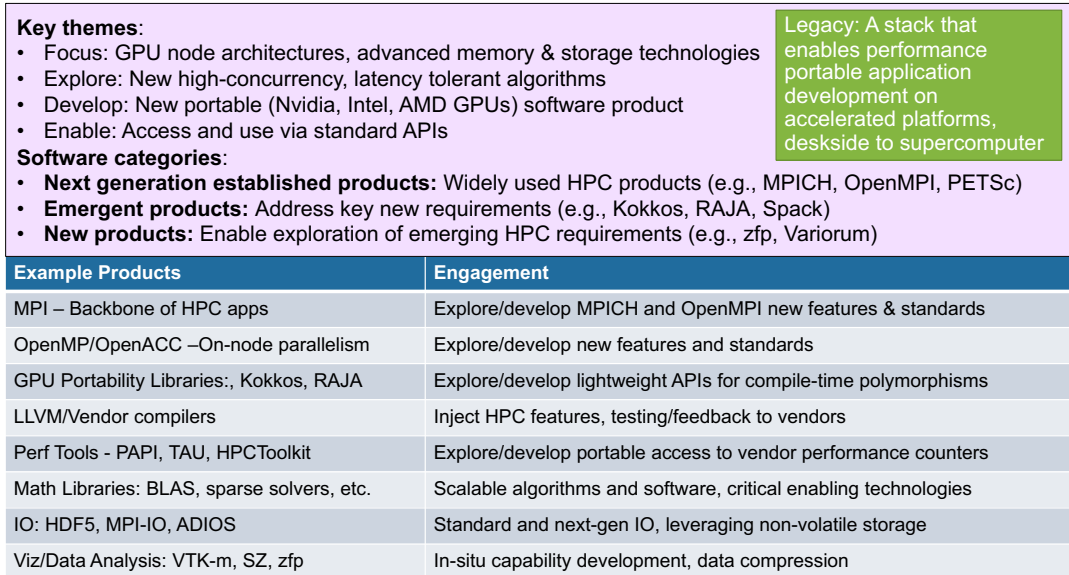 Key themes:
• Focus: GPU node architectures, advanced memory & storage technologies
• Explore: New high-concurrency, latency tolerant algorithms
• Develop: New portable (Nvidia, Intel, AMD GPUs) software product
• Enable: Access and use via standard APIs
Software categories:
• Next generation established products: Widely used HPC products (e.g., MPICH, OpenMPI, PETSc)
• Emergent products: Address key new requirements (e.g., Kokkos, RAJA, Spack)
• New products: Enable exploration of emerging HPC requirements (e.g., zfp, Variorum)
Legacy: A stack that
enables performance
portable application
development on
accelerated platforms,
deskside to supercomputer
Example Products Engagement
MPI – Backbone of HPC apps Explore/develop MPICH and OpenMPI new features & standards
OpenMP/OpenACC –On-node parallelism Explore/develop new features and standards
GPU Portability Libraries:, Kokkos, RAJA Explore/develop lightweight APIs for compile-time polymorphisms
LLVM/Vendor compilers Inject HPC features, testing/feedback to vendors
Perf Tools - PAPI, TAU, HPCToolkit Explore/develop portable access to vendor performance counters
Math Libraries: BLAS, sparse solvers, etc. Scalable algorithms and software, critical enabling technologies
IO: HDF5, MPI-IO, ADIOS Standard and next-gen IO, leveraging non-volatile storage
Viz/Data Analysis: VTK-m, SZ, zfp In-situ capability development, data compression